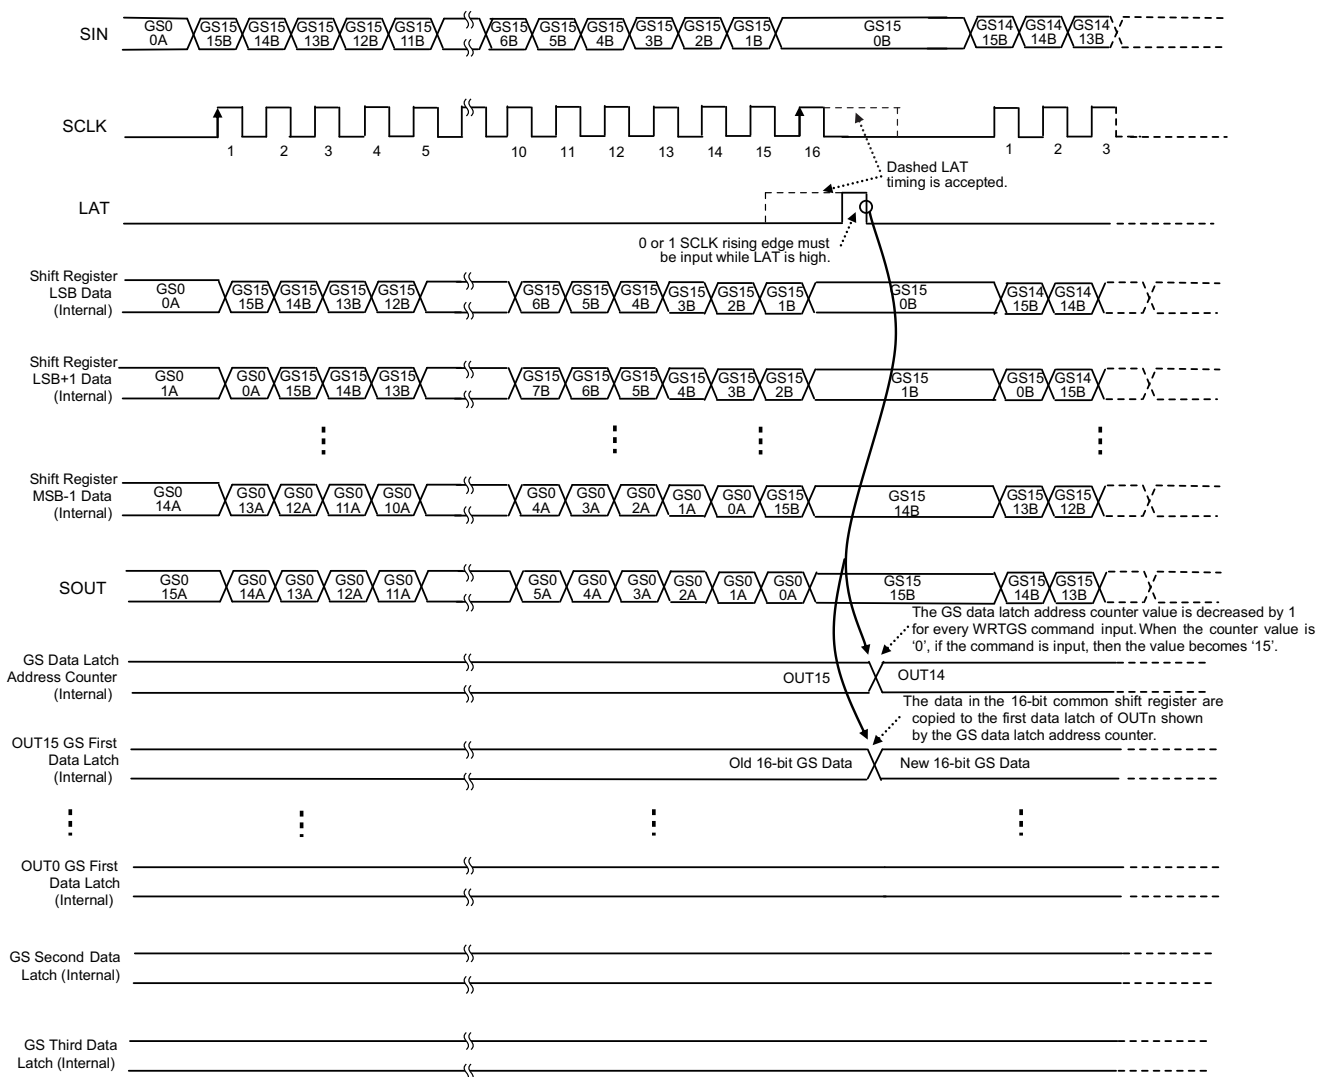 SIN
GS0 GS15 GS15 GS15 GS15 GS15 GS15 GS15 GS15 GS15 GS15 GS15 GS15 GS14 GS14 GS14
0A 15B 14B 13B 12B 11B 6B 5B 4B 3B 2B 1B 0B 15B 14B 13B
SCLK
1 2 3 4 5 10 11 12 13 14 15 16 1 2 3
Dashed LAT
timing is accepted.
LAT
0 or 1 SCLK rising edge must
be input while LAT is high.
Shift Register
LSB Data
(Internal)
GS0 GS15 GS15 GS15 GS15 GS15 GS15 GS15 GS15 GS15 GS15 GS15 GS14 GS14
0A 15B 14B 13B 12B 6B 5B 4B 3B 2B 1B 0B 15B 14B
Shift Register
LSB+1 Data
(Internal)
GS0 GS0 GS15 GS15 GS15 GS15 GS15 GS15 GS15 GS15 GS15 GS15 GS15 GS14
1A 0A 15B 14B 13B 7B 6B 5B 4B 3B 2B 1B 0B 15B
Shift Register
MSB-1 Data
(Internal)
GS0 GS0 GS0 GS0 GS0 GS0 GS0 GS0 GS0 GS0 GS15 GS15 GS15 GS15
14A 13A 12A 11A 10A 4A 3A 2A 1A 0A 15B 14B 13B 12B
SOUT
GS0 GS0 GS0 GS0 GS0 GS0 GS0 GS0 GS0 GS0 GS0 GS15 GS15 GS15
15A 14A 13A 12A 11A 5A 4A 3A 2A 1A 0A 15B 14B 13B
The GS data latch address counter value is decreased by 1
for every WRTGS command input. When the counter value is
‘0’, if the command is input, then the value becomes ‘15’.
GS Data Latch
Address Counter
(Internal)
OUT15 OUT14
The data in the 16-bit common shift register are
copied to the first data latch of OUTn shown
by the GS data latch address counter.
OUT15 GS First
Data Latch
(Internal)
Old 16-bit GS Data New 16-bit GS Data
OUT0 GS First
Data Latch
(Internal)
GS Second Data
Latch (Internal)
GS Third Data
Latch (Internal)